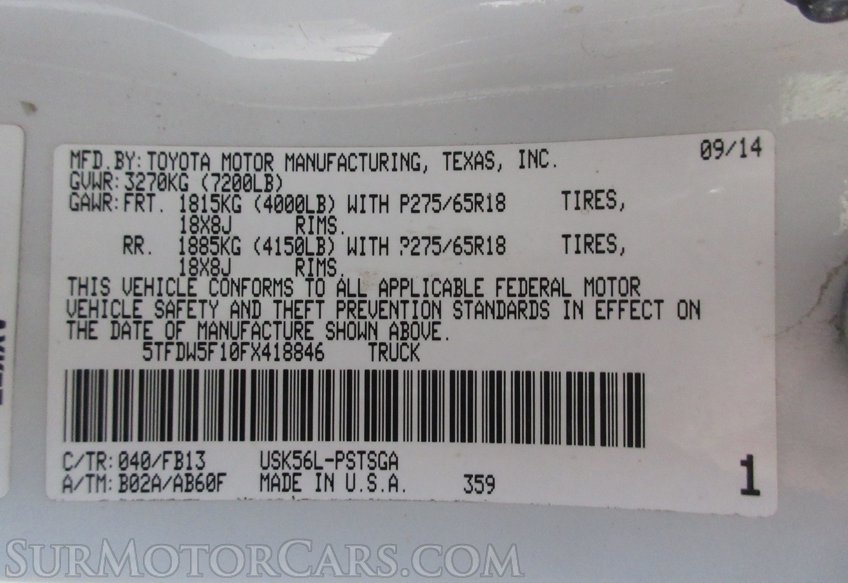 MFD.BY: TOYOTA MOTOR MANUFACTURING, TEXAS, INC. 09/14
GVWR: 3270KG (7200LB)
GAWR: FRT. 1815KG (4000LB) WITH P275/65R18 TIRES,
18X8J RIMS.
RR. 1885KG (4150LB) WITH P275/65R18 TIRES,
18X8J RIMS.
THIS VEHICLE CONFORMS TO ALL APPLICABLE FEDERAL MOTOR
VEHICLE SAFETY AND THEFT PREVENTION STANDARDS IN EFFECT ON
THE DATE OF MANUFACTURE SHOWN ABOVE.
5TFDW5F10FX418846 TRUCK
C/TR: 040/FB13 USK56L-PSTSGA
A/TM: B02A/AB60F MADE IN U.S.A. 359 1
SURMOTORCARS.COM